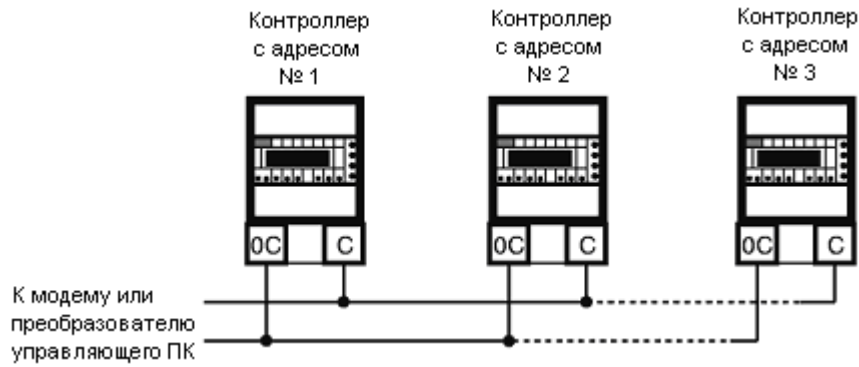 Контроллер
с адресом
№ 1
Контроллер
с адресом
№ 2
Контроллер
с адресом
№ 3
0С
С
0С
С
0С
С
К модему или
преобразователю
управляющего ПК